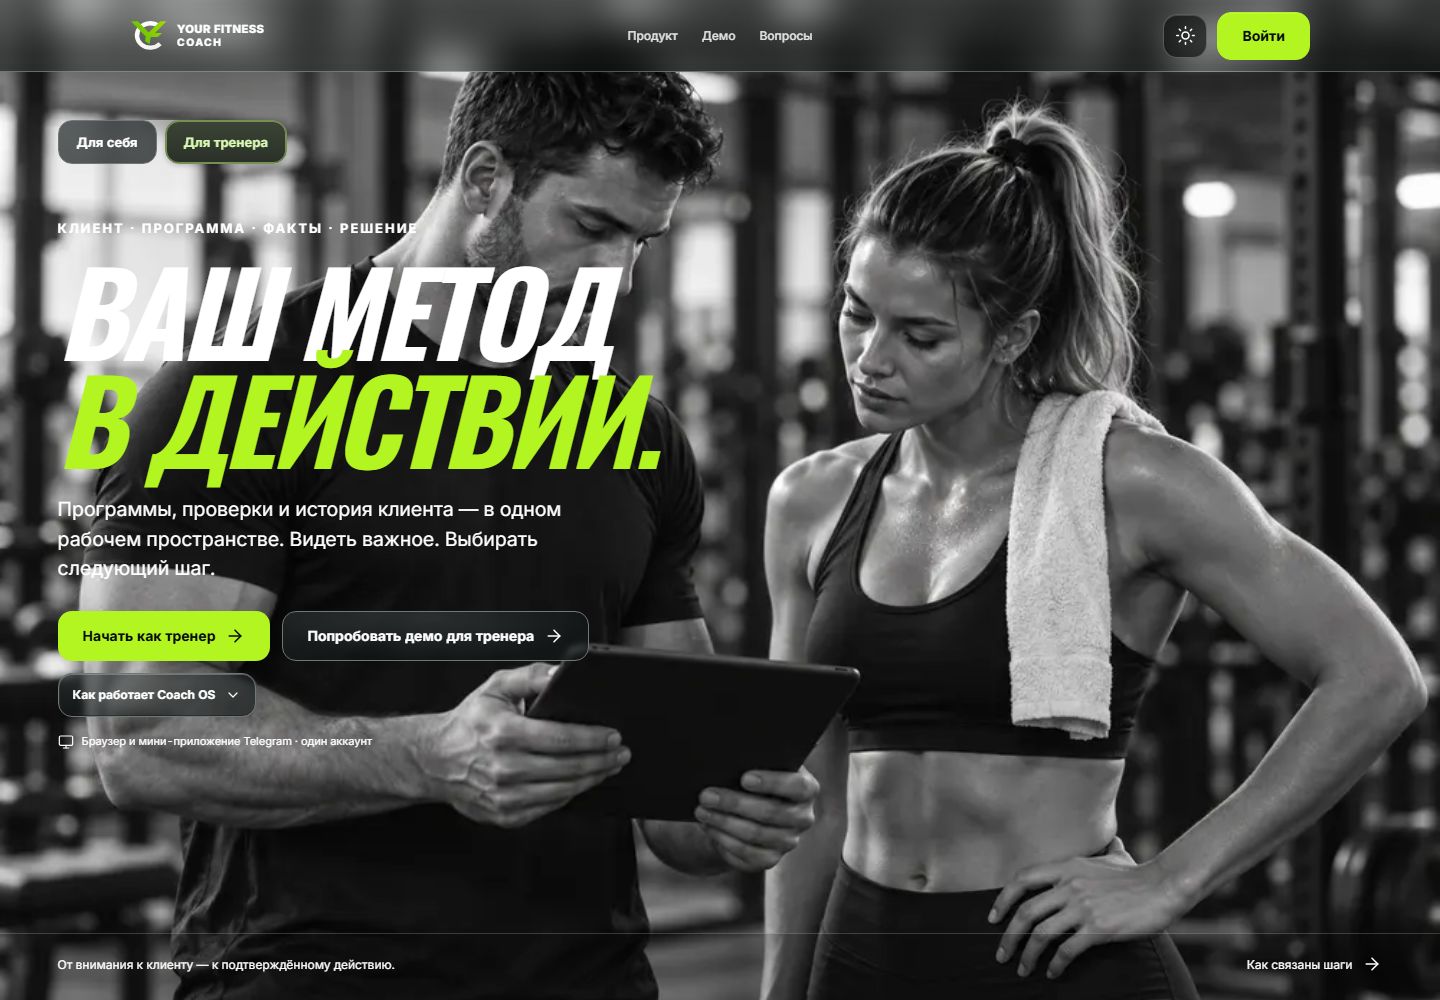 YOUR FITNESS
COACH
Продукт
Демо
Вопросы
Войти
Для себя
Для тренера
КЛИЕНТ · ПРОГРАММА · ФАКТЫ · РЕШЕНИЕ
ВАШ МЕТОД
В ДЕЙСТВИИ.
Программы, проверки и история клиента — в одном
рабочем пространстве. Видеть важное. Выбирать
следующий шаг.
Начать как тренер
Попробовать демо для тренера
Как работает Coach OS
Браузер и мини-приложение Telegram · один аккаунт
От внимания к клиенту — к подтверждённому действию.
Как связаны шаги